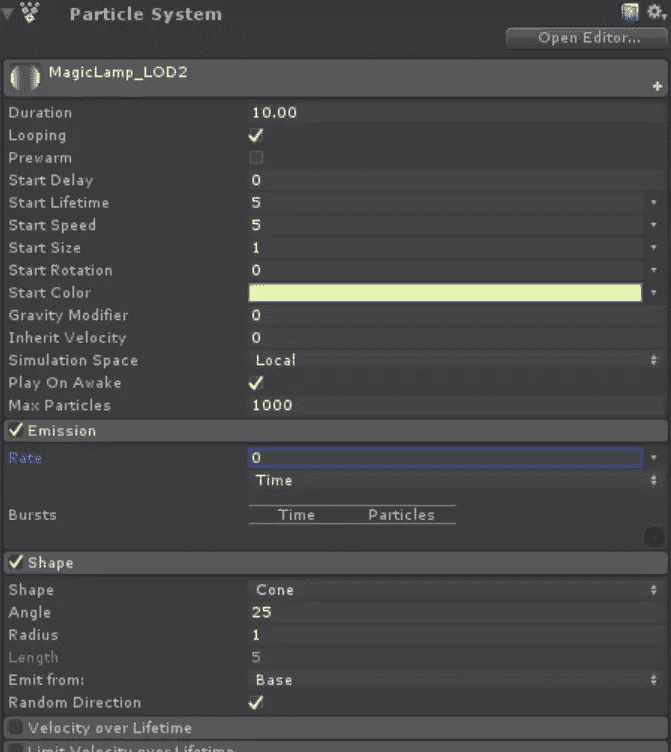 Particle System
Open Editor...
MagicLamp_LOD2
Duration 10.00
Looping
Prewarm
Start Delay 0
Start Lifetime 5
Start Speed 5
Start Size 1
Start Rotation 0
Start Color
Gravity Modifier 0
Inherit Velocity 0
Simulation Space Local
Play On Awake
Max Particles 1000
Emission
Rate 0
Time
Bursts Time Particles
Shape
Shape Cone
Angle 25
Radius 1
Length 5
Emit from: Base
Random Direction
Velocity over Lifetime
Limit Velocity over Lifetime